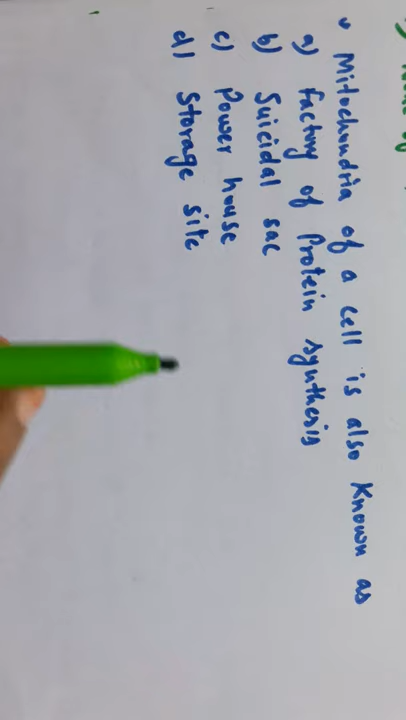 Mitochondria of a cell is also Known as
a) Factory of Protein synthesis
b) Suicidal sac
c) Power house
d) Storage site